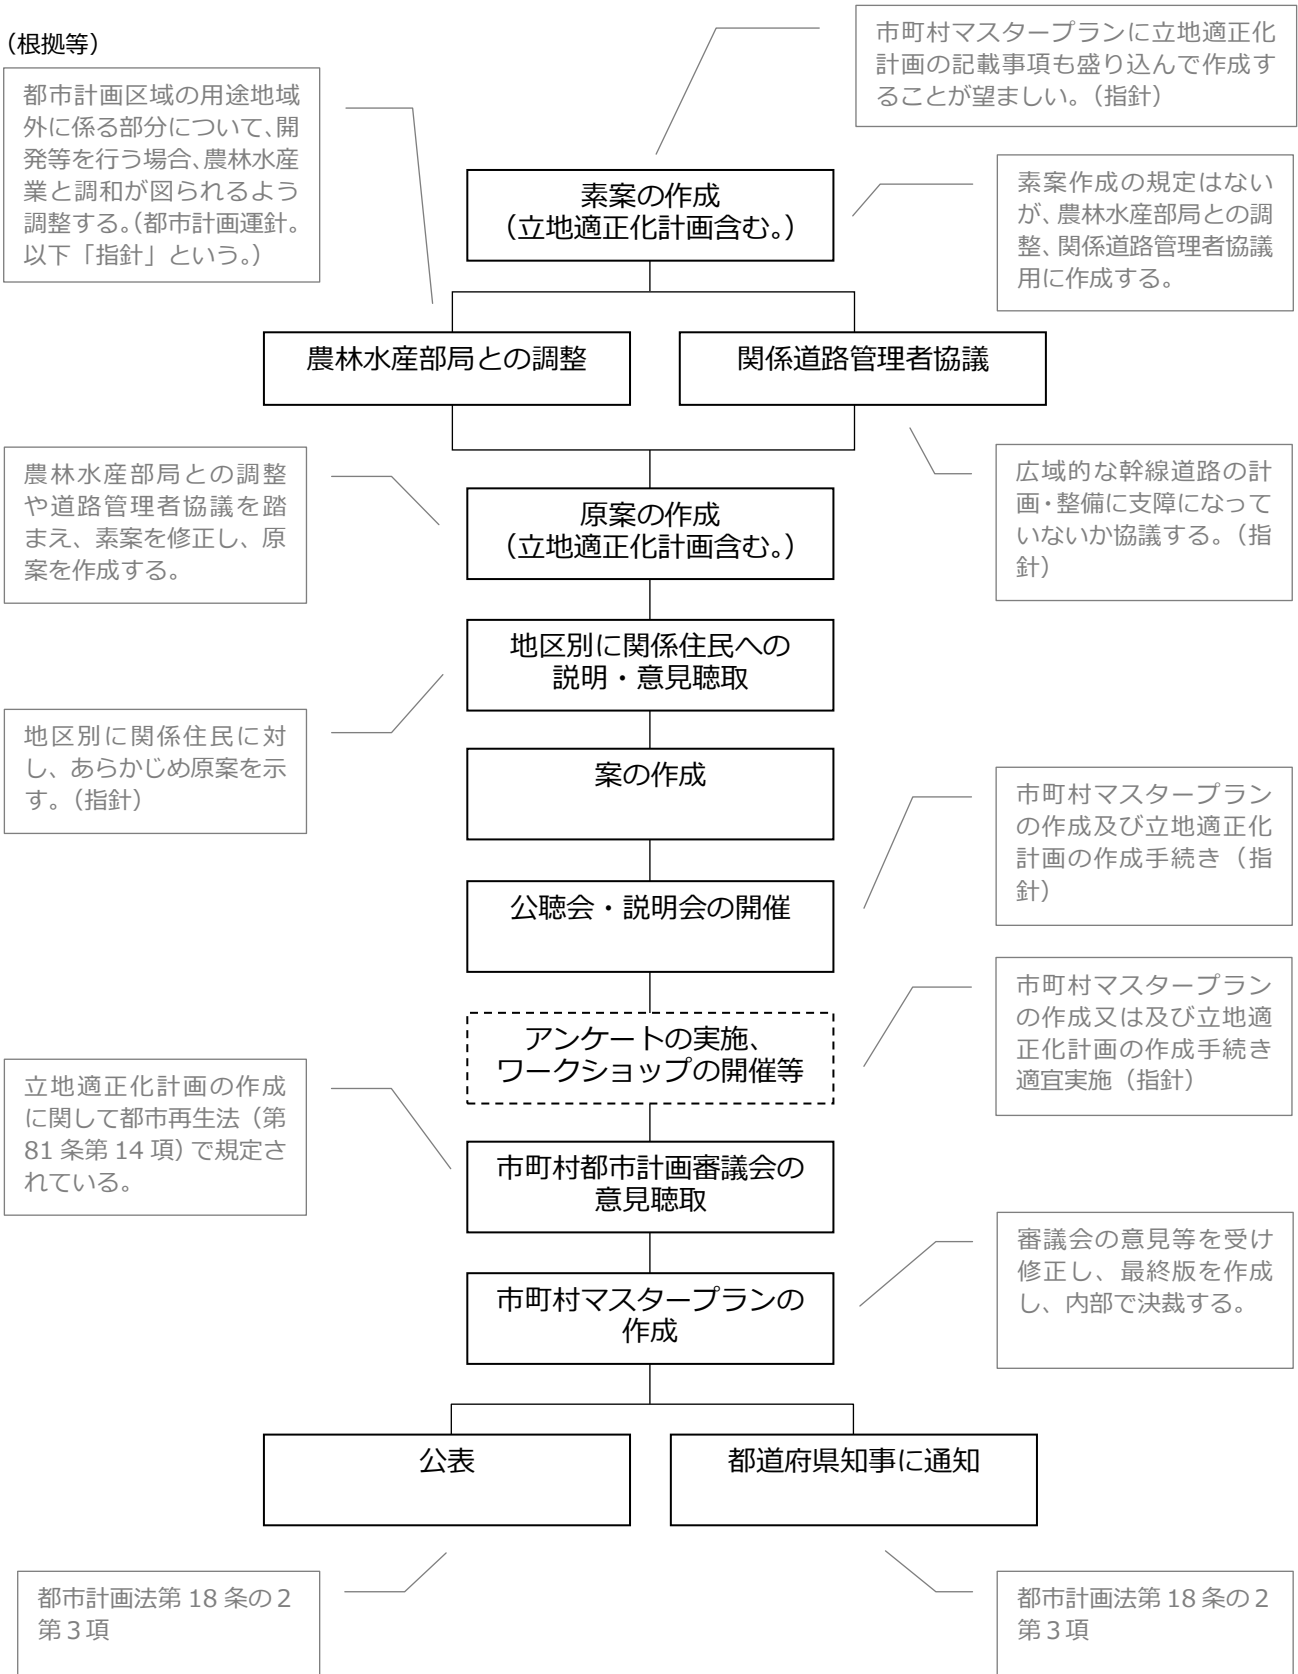 市町村マスタープランに立地適正化
計画の記載事項も盛り込んで作成す
ることが望ましい。（指針）
（根拠等）
都市計画区域の用途地域
外に係る部分について、開
発等を行う場合、農林水産
業と調和が図られるよう
調整する。（都市計画運針。
以下「指針」という。）
素案の作成
（立地適正化計画含む。）
素案作成の規定はない
が、農林水産部局との調
整、関係道路管理者協議
用に作成する。
農林水産部局との調整
関係道路管理者協議
農林水産部局との調整
や道路管理者協議を踏
まえ、素案を修正し、原
案を作成する。
広域的な幹線道路の計
画・整備に支障になって
いないか協議する。（指
針）
原案の作成
（立地適正化計画含む。）
地区別に関係住民への
説明・意見聴取
地区別に関係住民に対
し、あらかじめ原案を示
す。（指針）
案の作成
市町村マスタープラン
の作成及び立地適正化
計画の作成手続き（指
針）
公聴会・説明会の開催
市町村マスタープラン
の作成又は及び立地適
正化計画の作成手続き
適宜実施（指針）
アンケートの実施、
ワークショップの開催等
立地適正化計画の作成
に関して都市再生法（第
81 条第 14 項）で規定さ
れている。
市町村都市計画審議会の
意見聴取
審議会の意見等を受け
修正し、最終版を作成
し、内部で決裁する。
市町村マスタープランの
作成
公表
都道府県知事に通知
都市計画法第 18 条の２
第３項
都市計画法第 18 条の２
第３項